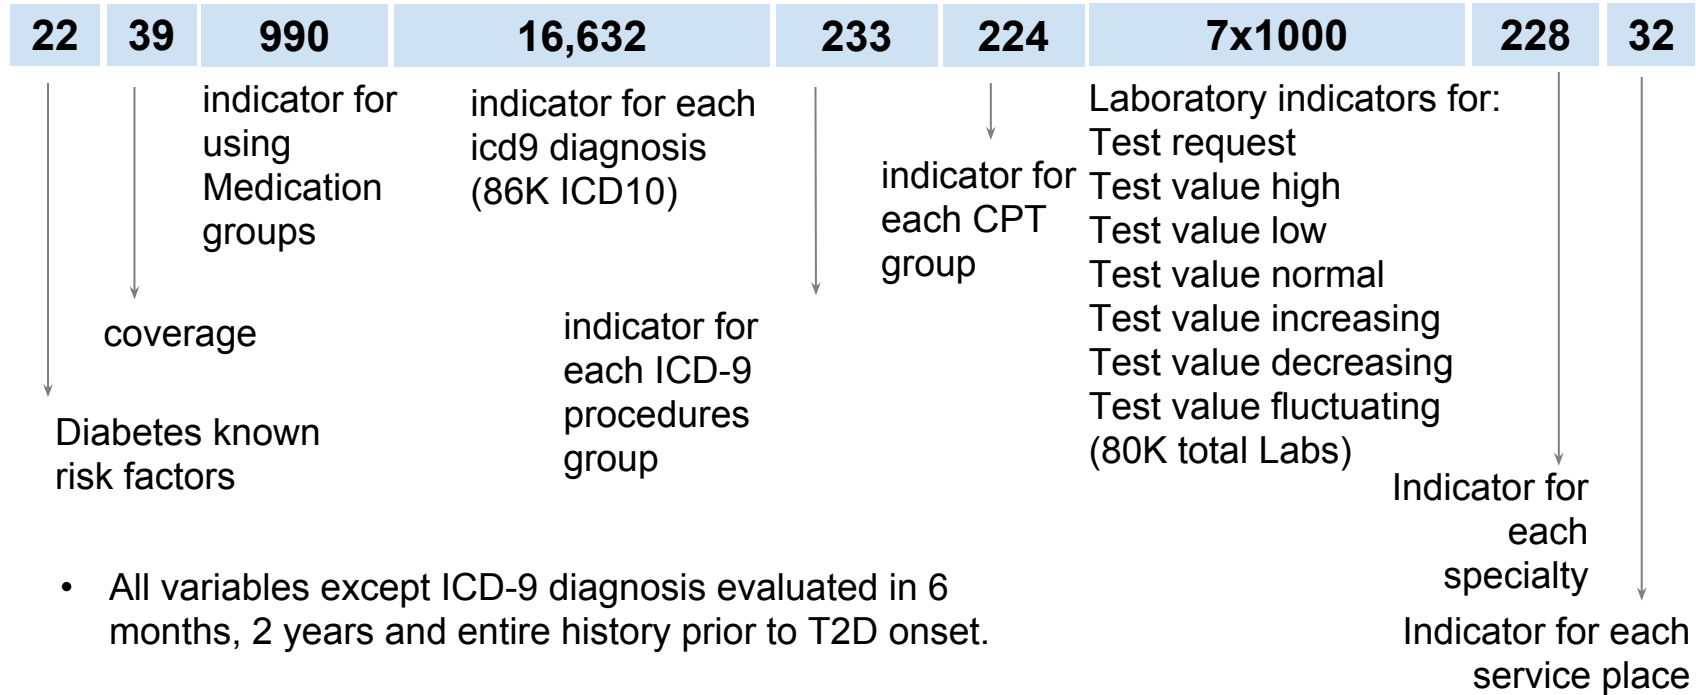 22 39 990 16,632 233 224 7x1000 228 32
indicator for
using
Medication
groups
indicator for each
icd9 diagnosis
(86K ICD10)
indicator for
each CPT
group
Laboratory indicators for:
Test request
Test value high
Test value low
Test value normal
Test value increasing
Test value decreasing
Test value fluctuating
(80K total Labs)
coverage
indicator for
each ICD-9
procedures
group
Diabetes known
risk factors
Indicator for
each
specialty
• All variables except ICD-9 diagnosis evaluated in 6
months, 2 years and entire history prior to T2D onset.
Indicator for each
service place